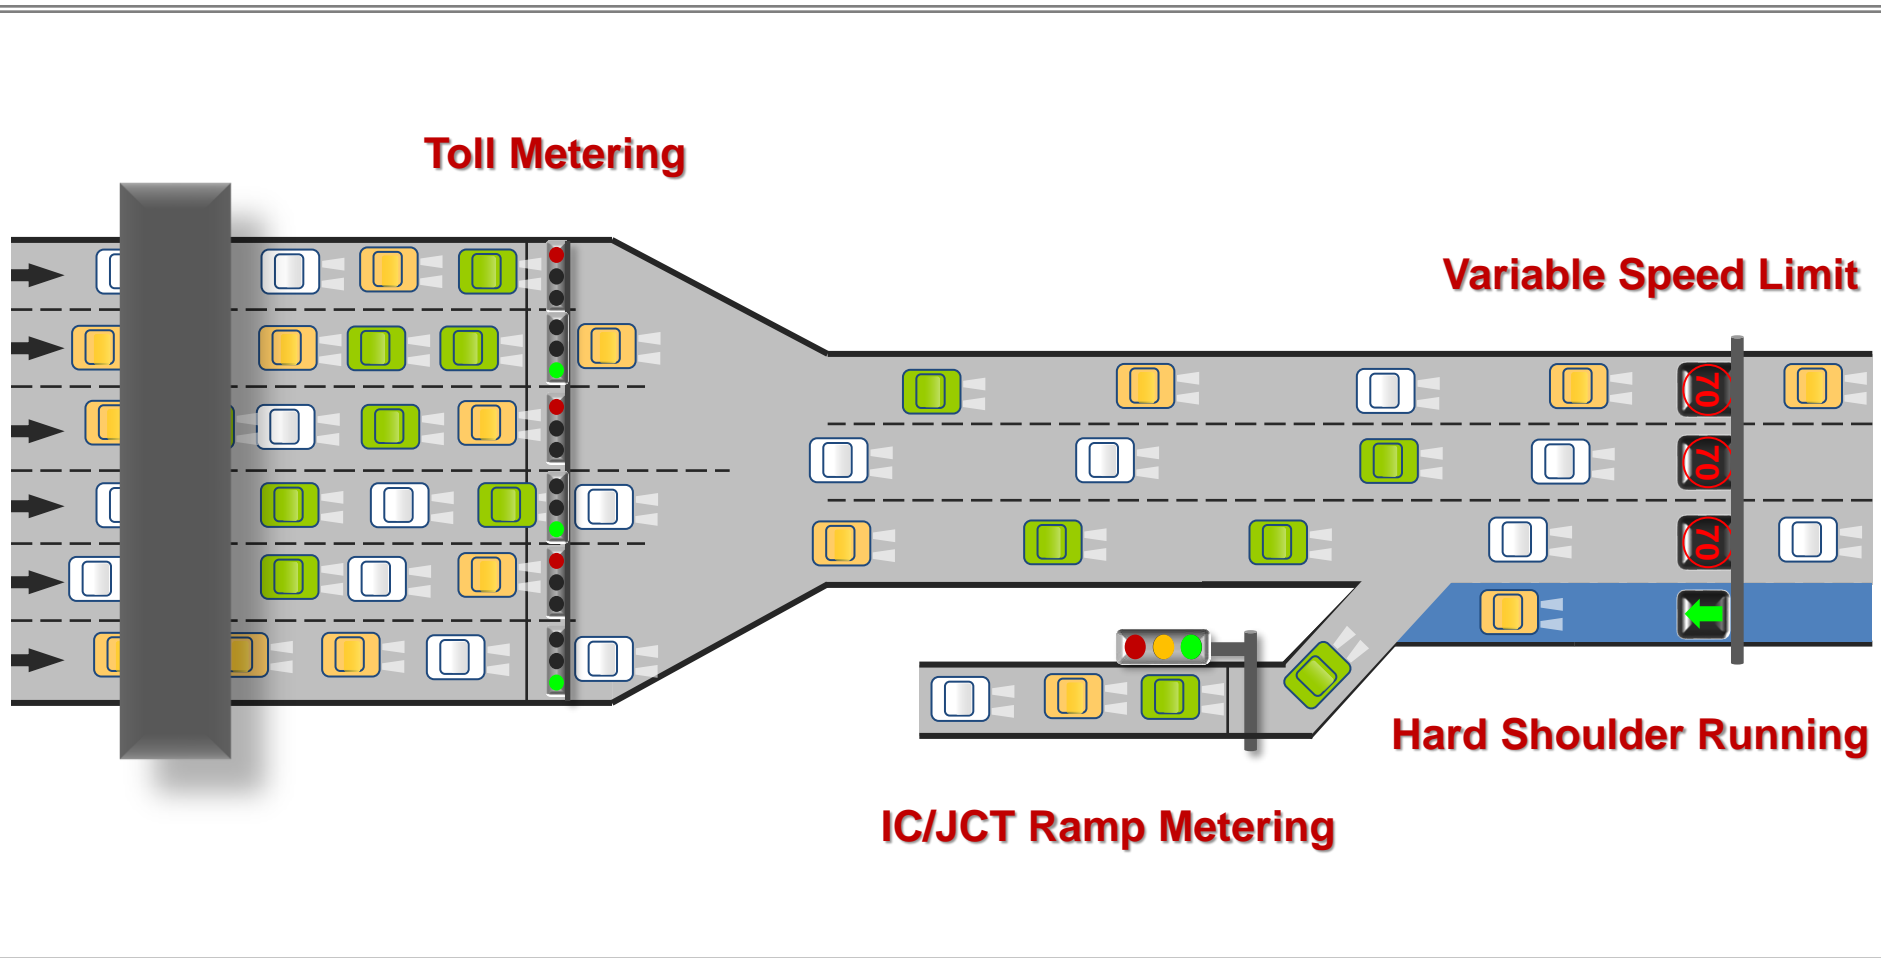 Toll Metering
Variable Speed Limit
70
70
70
Hard Shoulder Running
IC/JCT Ramp Metering